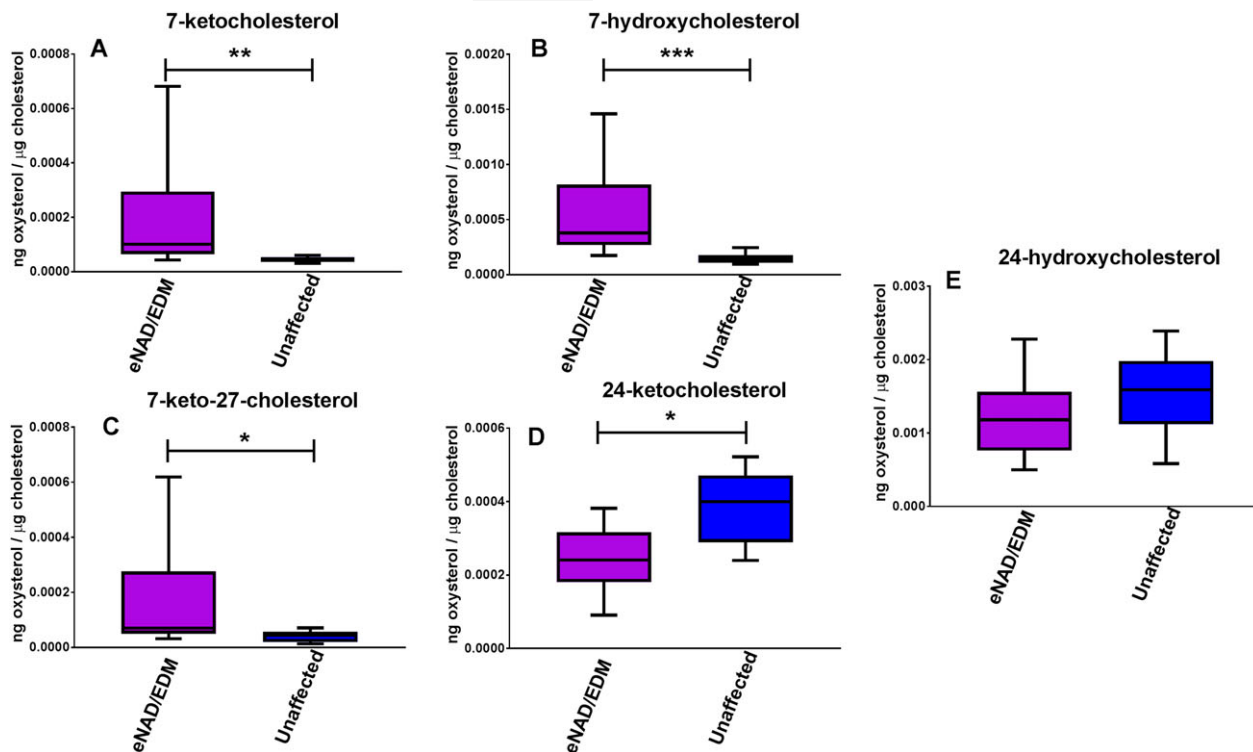 7-ketocholesterol
A
**
ng oxysterol / μg cholesterol
0.0008
0.0006
0.0004
0.0002
0.0000
eNAD/EDM
Unaffected
7-hydroxycholesterol
B
***
ng oxysterol / μg cholesterol
0.0020
0.0015
0.0010
0.0005
0.0000
eNAD/EDM
Unaffected
7-keto-27-cholesterol
C
*
ng oxysterol / μg cholesterol
0.0008
0.0006
0.0004
0.0002
0.0000
eNAD/EDM
Unaffected
24-ketocholesterol
D
*
ng oxysterol / μg cholesterol
0.0006
0.0004
0.0002
0.0000
eNAD/EDM
Unaffected
24-hydroxycholesterol
E
ng oxysterol / μg cholesterol
0.003
0.002
0.001
0.000
eNAD/EDM
Unaffected